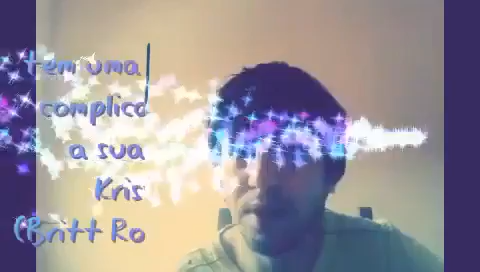 tem uma
complica
a sua
Kris
(Britt Ro